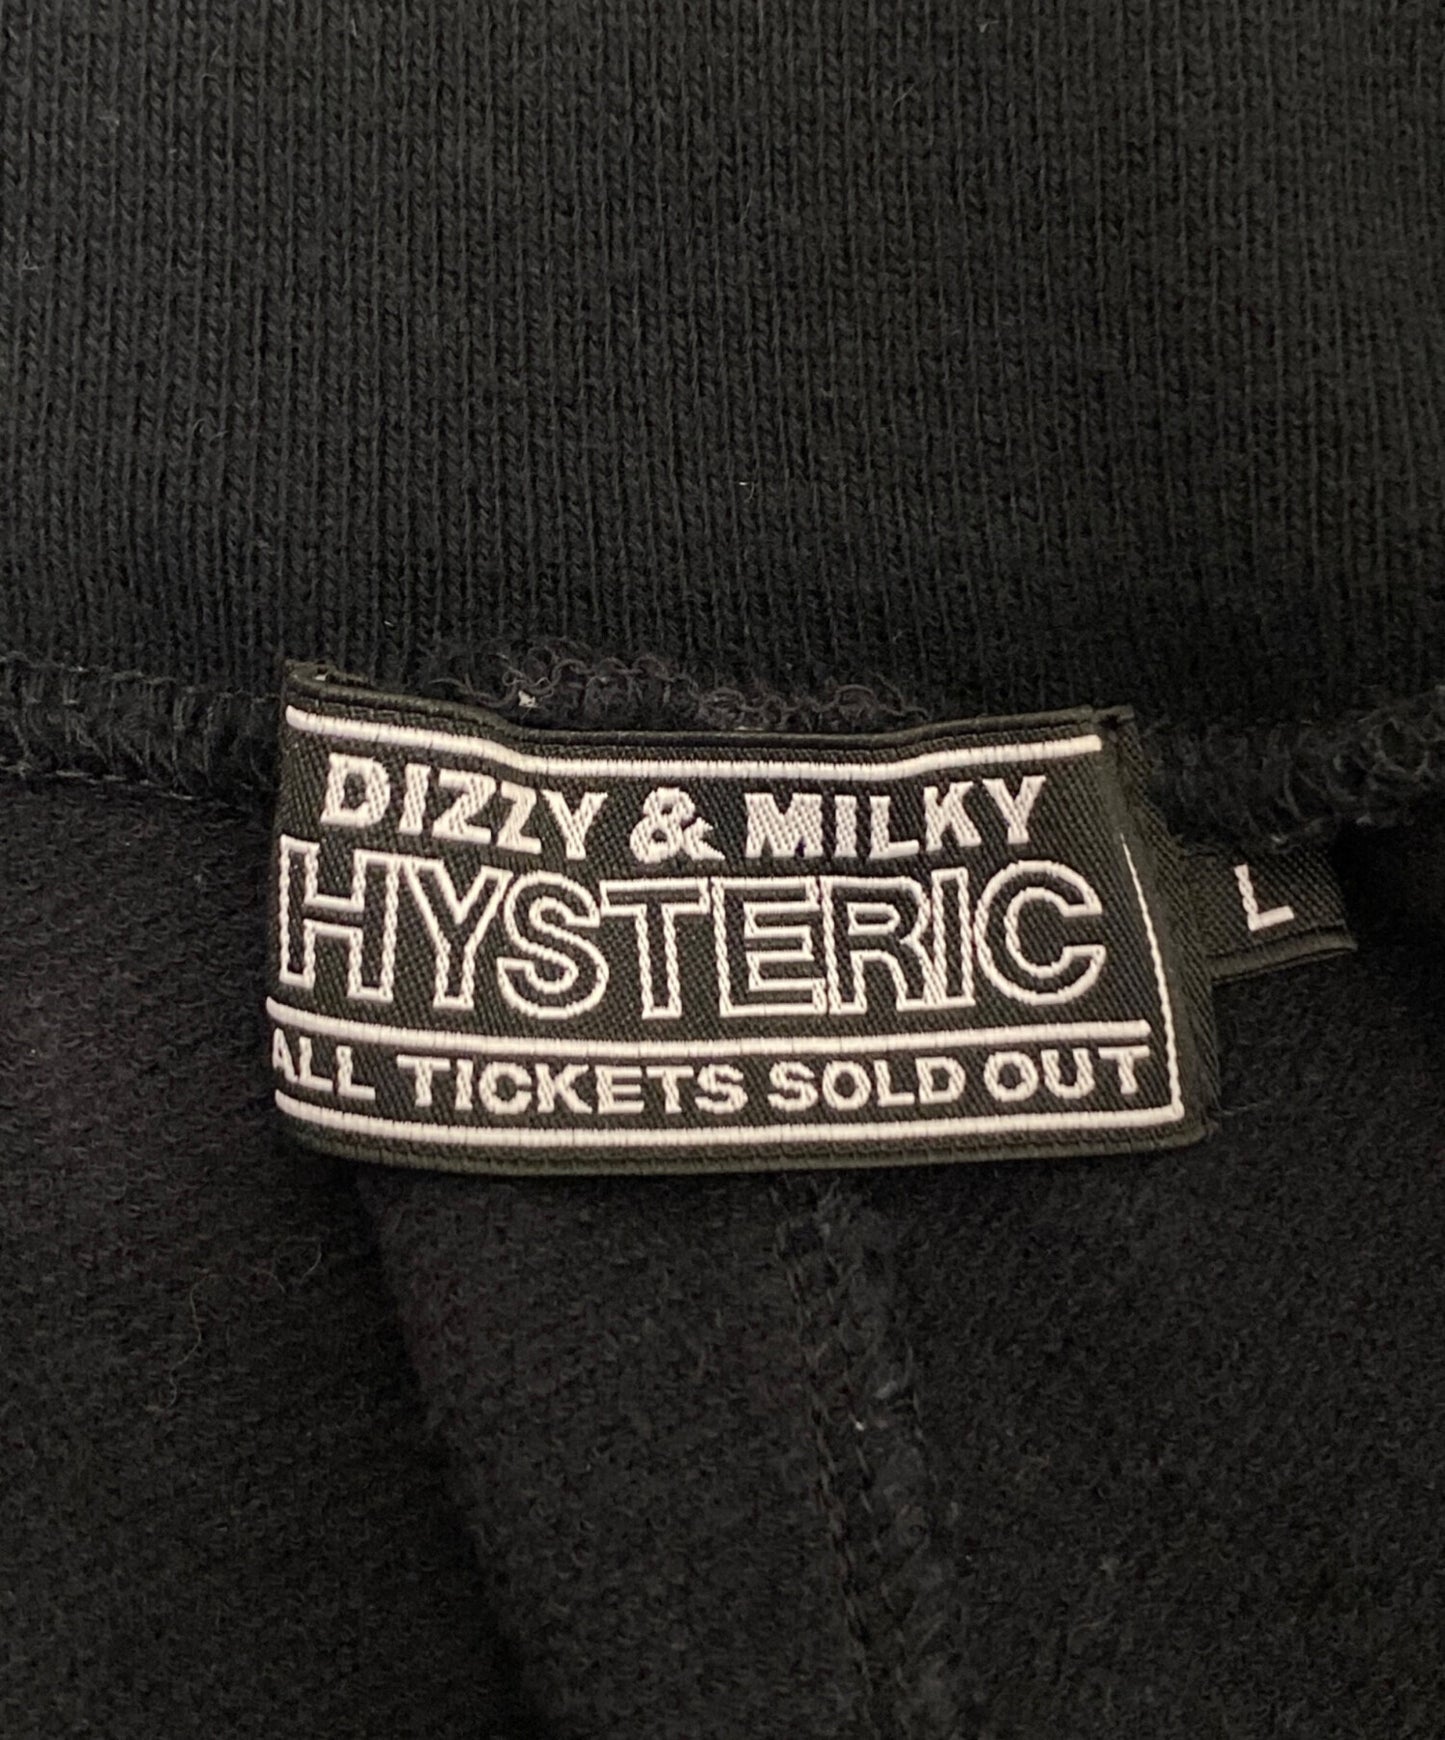 DIZZY & MILKY
HYSTERIC
ALL TICKETS SOLD OUT
L